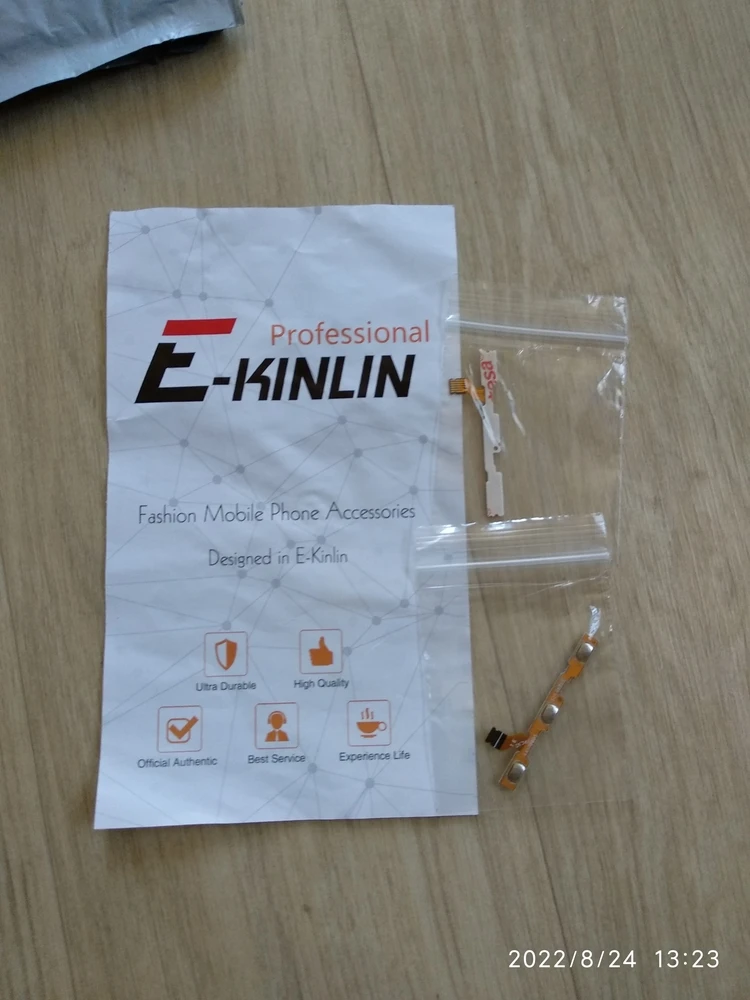 Professional
E-KINLIN
Fashion Mobile Phone Accessories
Designed in E-Kinlin
Ultra Durable
High Quality
Official Authentic
Best Service
Experience Life
2022/8/24 13:23